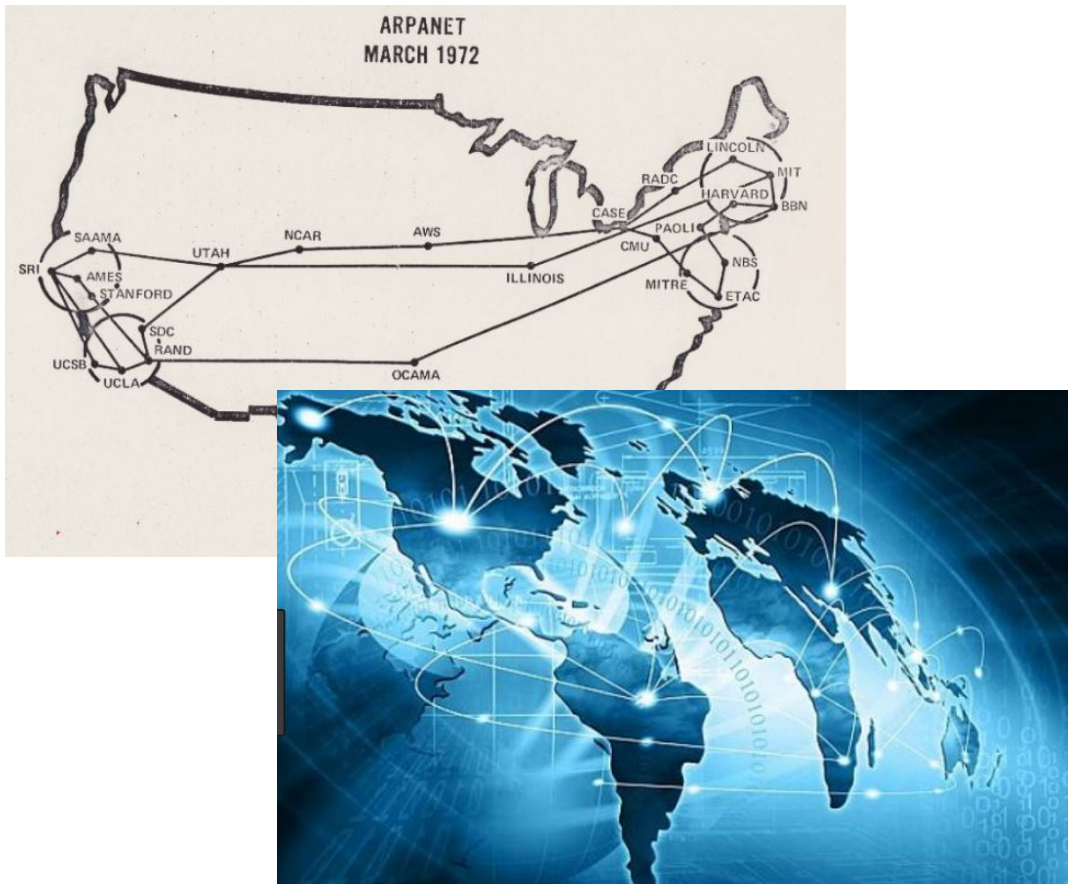 ARPANET
MARCH 1972
LINCOLN
RADC
MIT
HARVARD
BBN
CASE
PAOLI
AWS
NCAR
SAAMA
UTAH
CMU
SRI
NBS
AMES
ILLINOIS
MITRE
STANFORD
ETAC
SDC
RAND
UCSB
OCAMA
UCLA